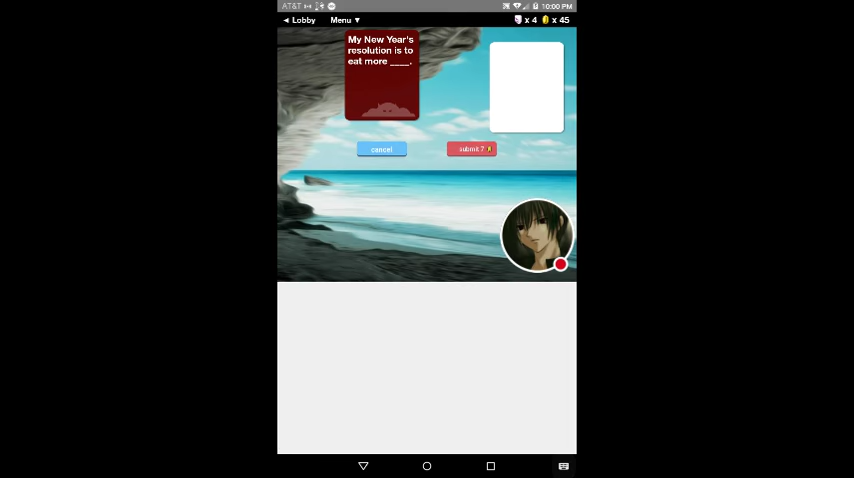 AT&T 10:00 PM
◄ Lobby Menu ▼ x 4 x 45
My New Year's
resolution is to
eat more ____.
cancel submit 7